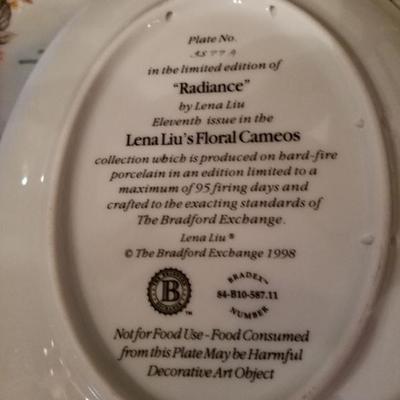 Plate No.
in the limited edition of
"Radiance"
by Lena Liu
Eleventh issue in the
Lena Liu's Floral Cameos
collection which is produced on hard-fire
porcelain in an edition limited to a
maximum of 95 firing days and
crafted to the exacting standards of
The Bradford Exchange.
Lena Liu ®
© The Bradford Exchange 1998
B
™
BRADEX
84-B10-587.11
NUMBER
Not for Food Use - Food Consumed
from this Plate May be Harmful
Decorative Art Object